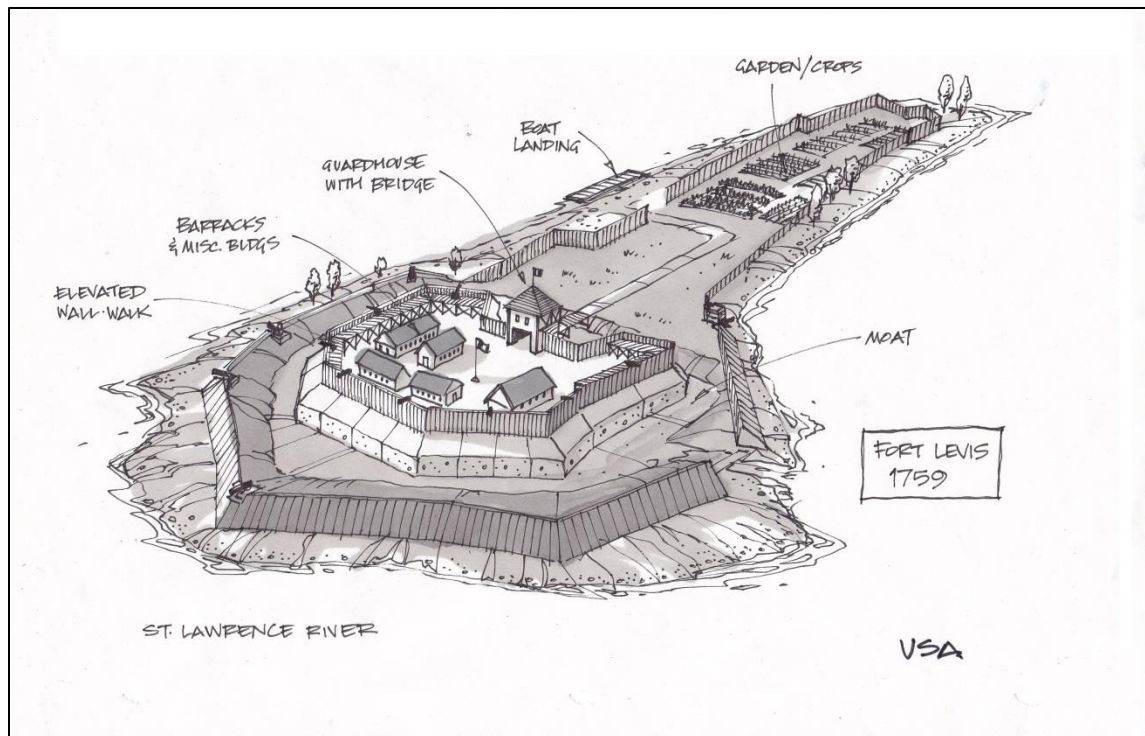 GARDEN/CROPS
BOAT
LANDING
GUARDHOUSE
WITH BRIDGE
BARRACKS
& MISC. BLDGS
ELEVATED
WALL-WALK
MOAT
FORT LEVIS
1759
ST. LAWRENCE RIVER
USA